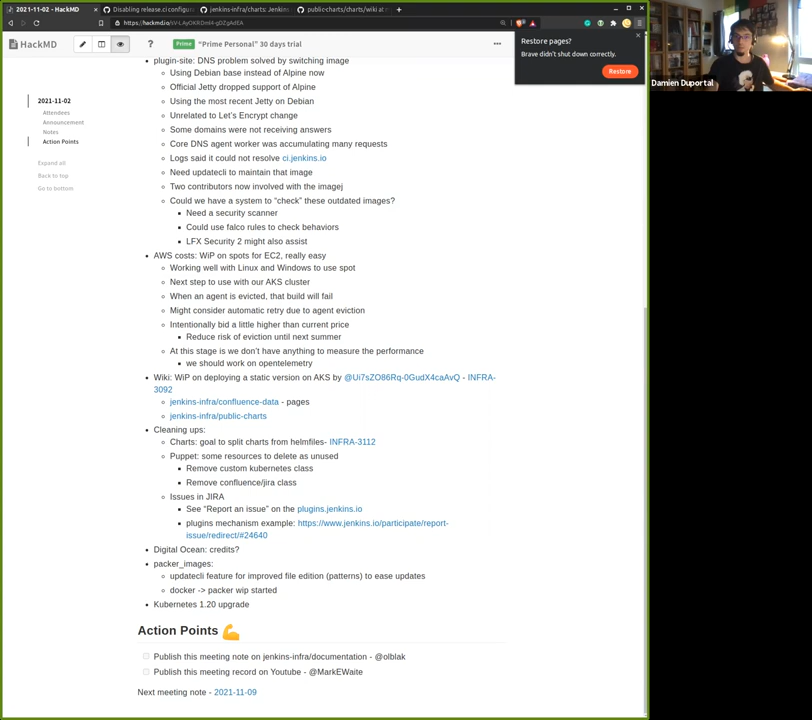 2021-11-02 - HackMD
Disabling release.ci configura
jenkins-infra/charts: Jenkins
public-charts/charts/wiki at m
HackMD
Prime "Prime Personal" 30 days trial
Restore pages?
Brave didn't shut down correctly.
Restore
Damien Duportal
2021-11-02
Attendees
Announcement
Notes
Action Points
Expand all
Back to top
Go to bottom
plugin-site: DNS problem solved by switching image
Using Debian base instead of Alpine now
Official Jetty dropped support of Alpine
Using the most recent Jetty on Debian
Unrelated to Let's Encrypt change
Some domains were not receiving answers
Core DNS agent worker was accumulating many requests
Logs said it could not resolve ci.jenkins.io
Need updatecli to maintain that image
Two contributors now involved with the imagej
Could we have a system to "check" these outdated images?
Need a security scanner
Could use falco rules to check behaviors
LFX Security 2 might also assist
AWS costs: WiP on spots for EC2, really easy
Working well with Linux and Windows to use spot
Next step to use with our AKS cluster
When an agent is evicted, that build will fail
Might consider automatic retry due to agent eviction
Intentionally bid a little higher than current price
Reduce risk of eviction until next summer
At this stage is we don't have anything to measure the performance
we should work on opentelemetry
Wiki: WiP on deploying a static version on AKS by @Ui7sZO86Rq-0GudX4caAvQ - INFRA-
3092
jenkins-infra/confluence-data - pages
jenkins-infra/public-charts
Cleaning ups:
Charts: goal to split charts from helmfiles- INFRA-3112
Puppet: some resources to delete as unused
Remove custom kubernetes class
Remove confluence/jira class
Issues in JIRA
See "Report an issue" on the plugins.jenkins.io
plugins mechanism example: https://www.jenkins.io/participate/report-
issue/redirect/#24640
Digital Ocean: credits?
packer_images:
updatecli feature for improved file edition (patterns) to ease updates
docker -> packer wip started
Kubernetes 1.20 upgrade
Action Points 💪
Publish this meeting note on jenkins-infra/documentation - @olblak
Publish this meeting record on Youtube - @MarkEWaite
Next meeting note - 2021-11-09